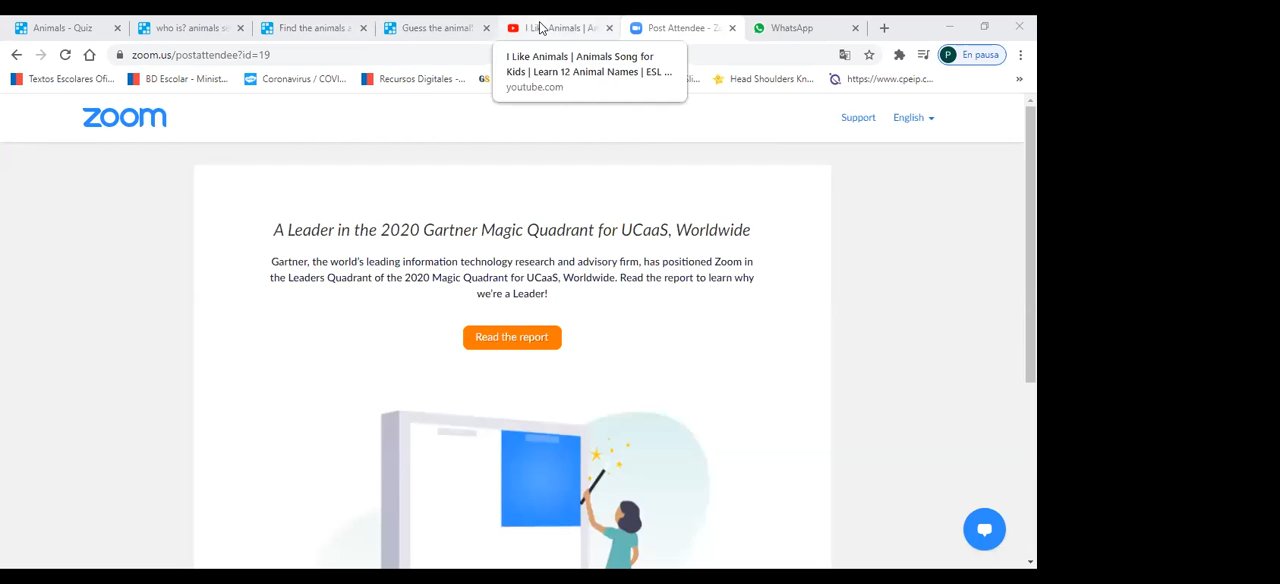 Animals - Quiz
who is? animals s
Find the animals a
Guess the animal!
I Like Animals | A
Post Attendee - Z
WhatsApp
zoom.us/postattendee?id=19
P
En pausa
I Like Animals | Animals Song for
Kids | Learn 12 Animal Names | ESL ...
youtube.com
Textos Escolares Ofi...
BD Escolar - Minist...
Coronavirus / COVI...
Recursos Digitales -...
GS
Sli...
Head Shoulders Kn...
https://www.cpeip.c...
»
zoom
Support
English
A Leader in the 2020 Gartner Magic Quadrant for UCaaS, Worldwide
Gartner, the world's leading information technology research and advisory firm, has positioned Zoom in
the Leaders Quadrant of the 2020 Magic Quadrant for UCaaS, Worldwide. Read the report to learn why
we're a Leader!
Read the report